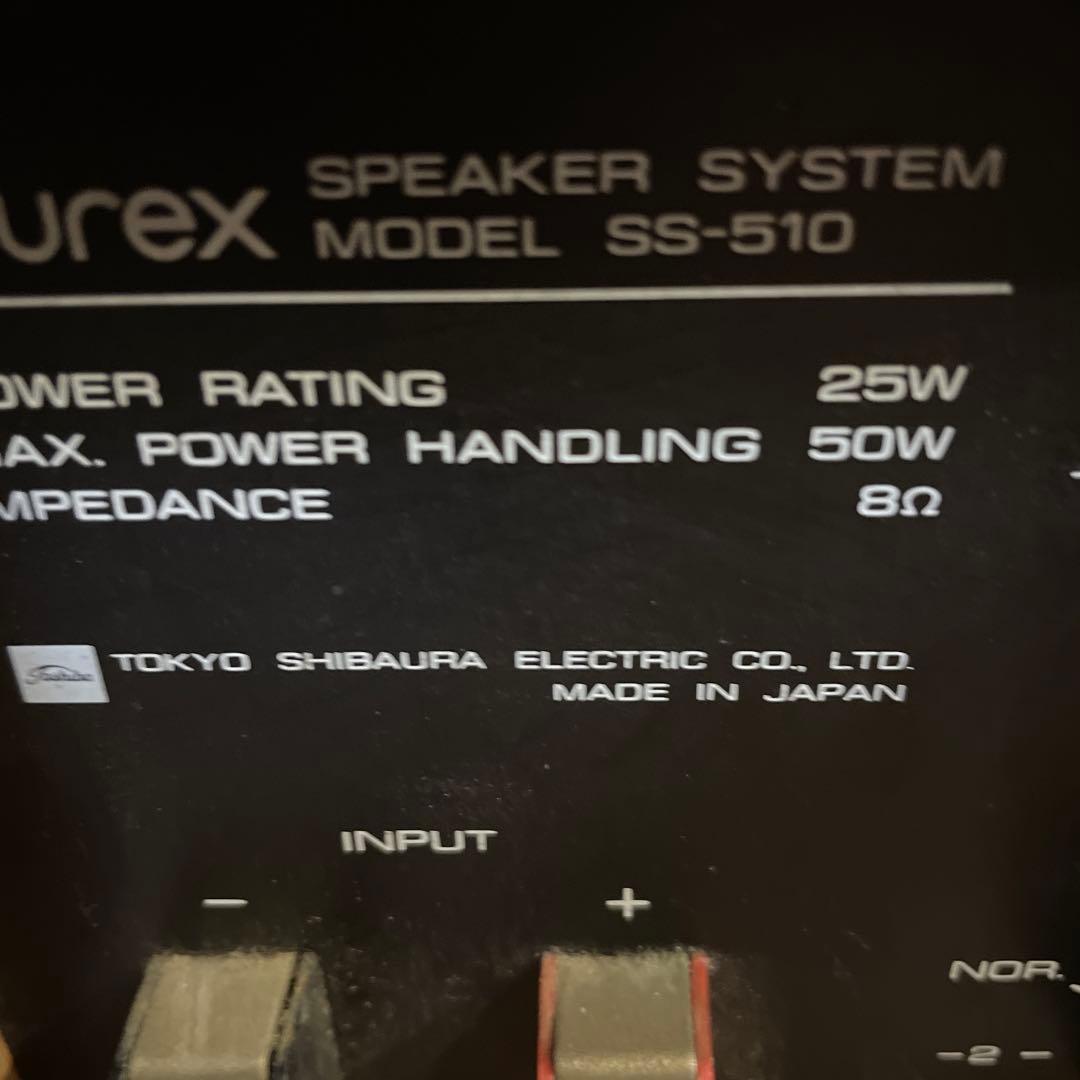 urex SPEAKER SYSTEM
MODEL SS-510
OWER RATING 25W
AX. POWER HANDLING 50W
MPEDANCE 8Ω
Toshiba TOKYO SHIBAURA ELECTRIC CO., LTD.
MADE IN JAPAN
INPUT
− +
NOR.
-2 -